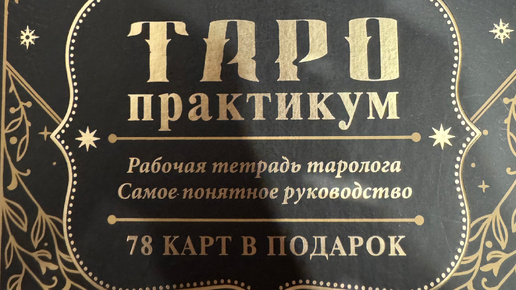 ТАРО
практикум
Рабочая тетрадь таролога
Самое понятное руководство
78 КАРТ В ПОДАРОК